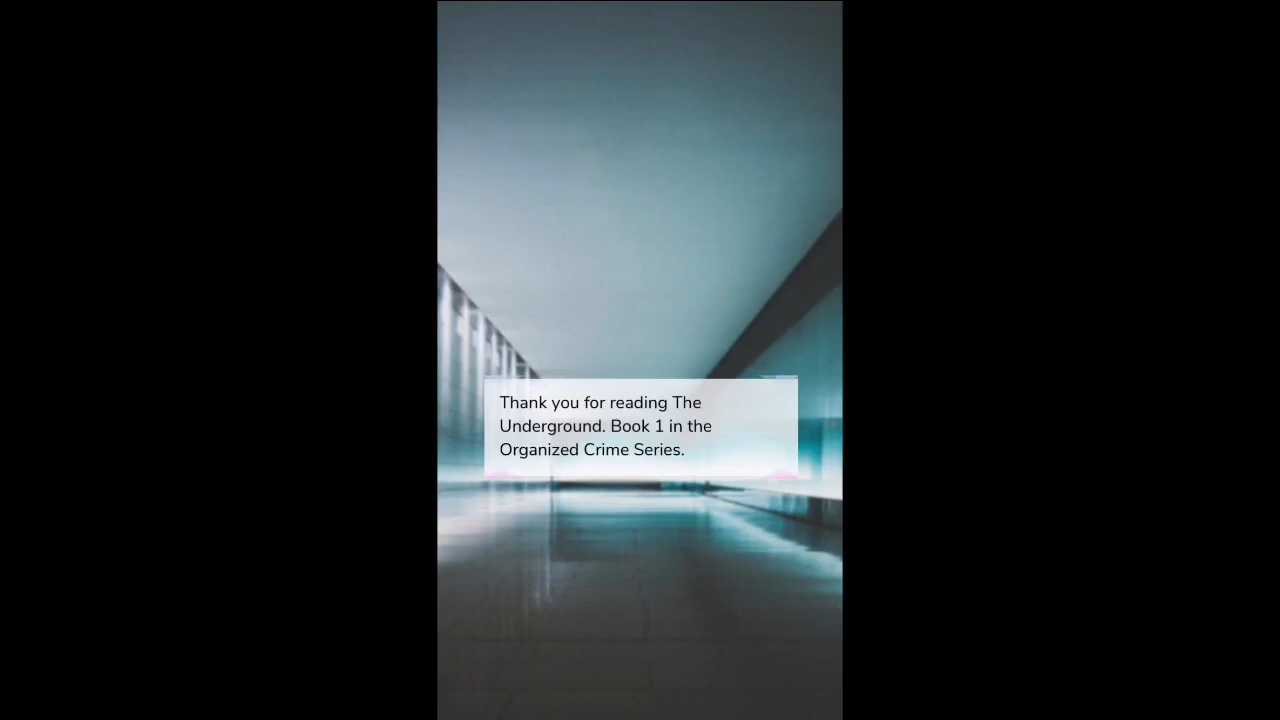 Thank you for reading The
Underground. Book 1 in the
Organized Crime Series.